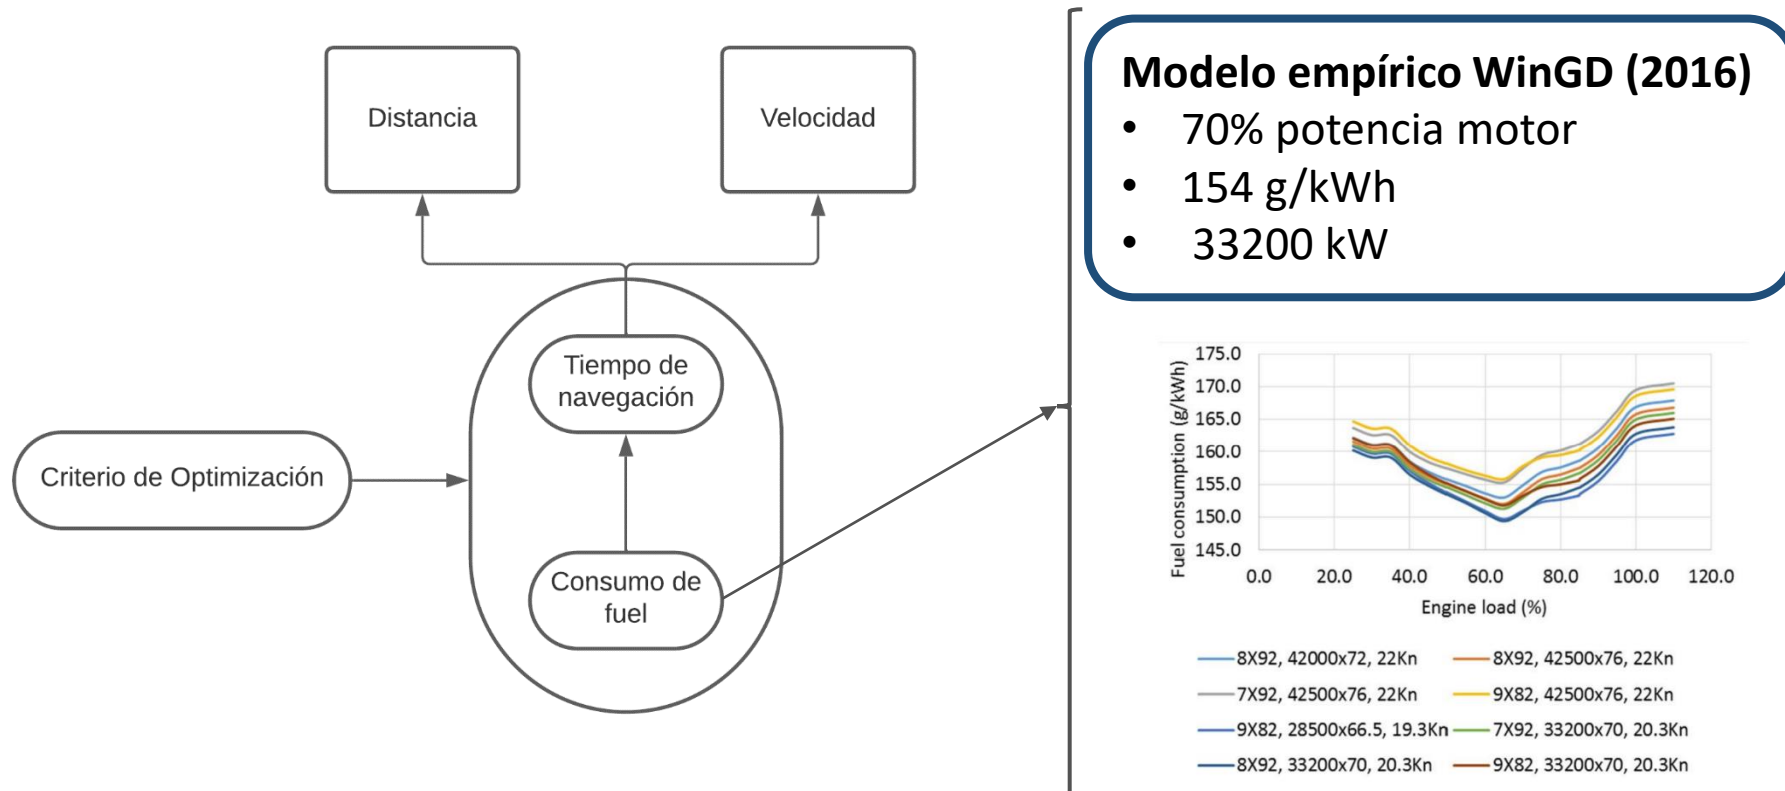 Distancia
Velocidad
Tiempo de
navegación
Criterio de Optimización
Consumo de
fuel
Modelo empírico WinGD (2016)
• 70% potencia motor
• 154 g/kWh
• 33200 kW
Fuel consumption (g/kWh)
175.0
170.0
165.0
160.0
155.0
150.0
145.0
0.0 20.0 40.0 60.0 80.0 100.0 120.0
Engine load (%)
8X92, 42000x72, 22Kn 8X92, 42500x76, 22Kn
7X92, 42500x76, 22Kn 9X82, 42500x76, 22Kn
9X82, 28500x66.5, 19.3Kn 7X92, 33200x70, 20.3Kn
8X92, 33200x70, 20.3Kn 9X82, 33200x70, 20.3Kn